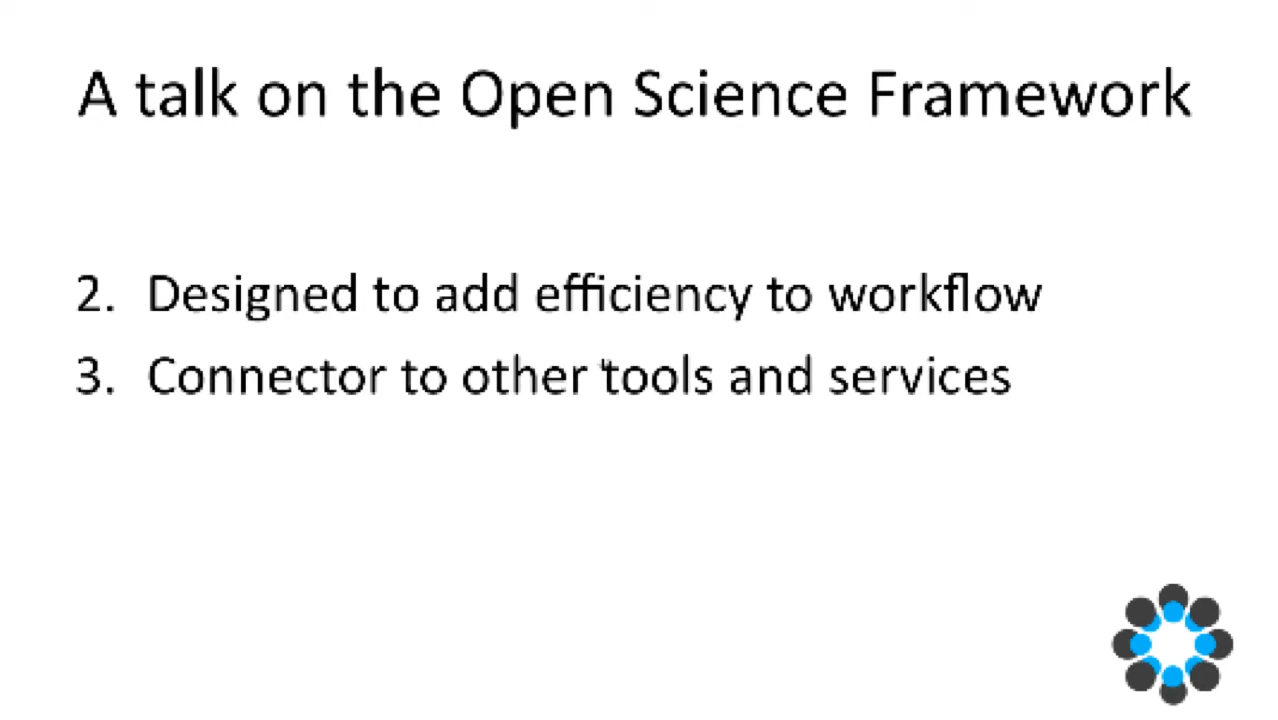 A talk on the Open Science Framework
2. Designed to add efficiency to workflow
3. Connector to other tools and services